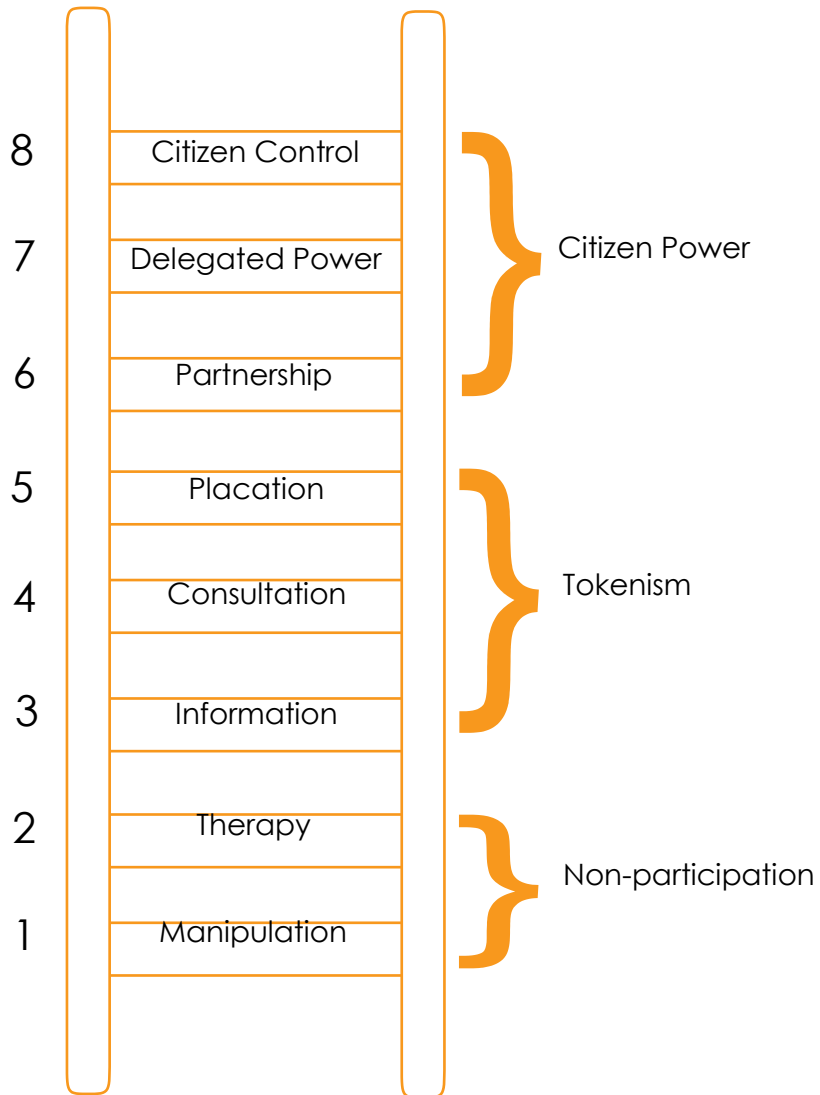 8 Citizen Control
7 Delegated Power
Citizen Power
6 Partnership
5 Placation
4 Consultation
Tokenism
3 Information
2 Therapy
Non-participation
1 Manipulation